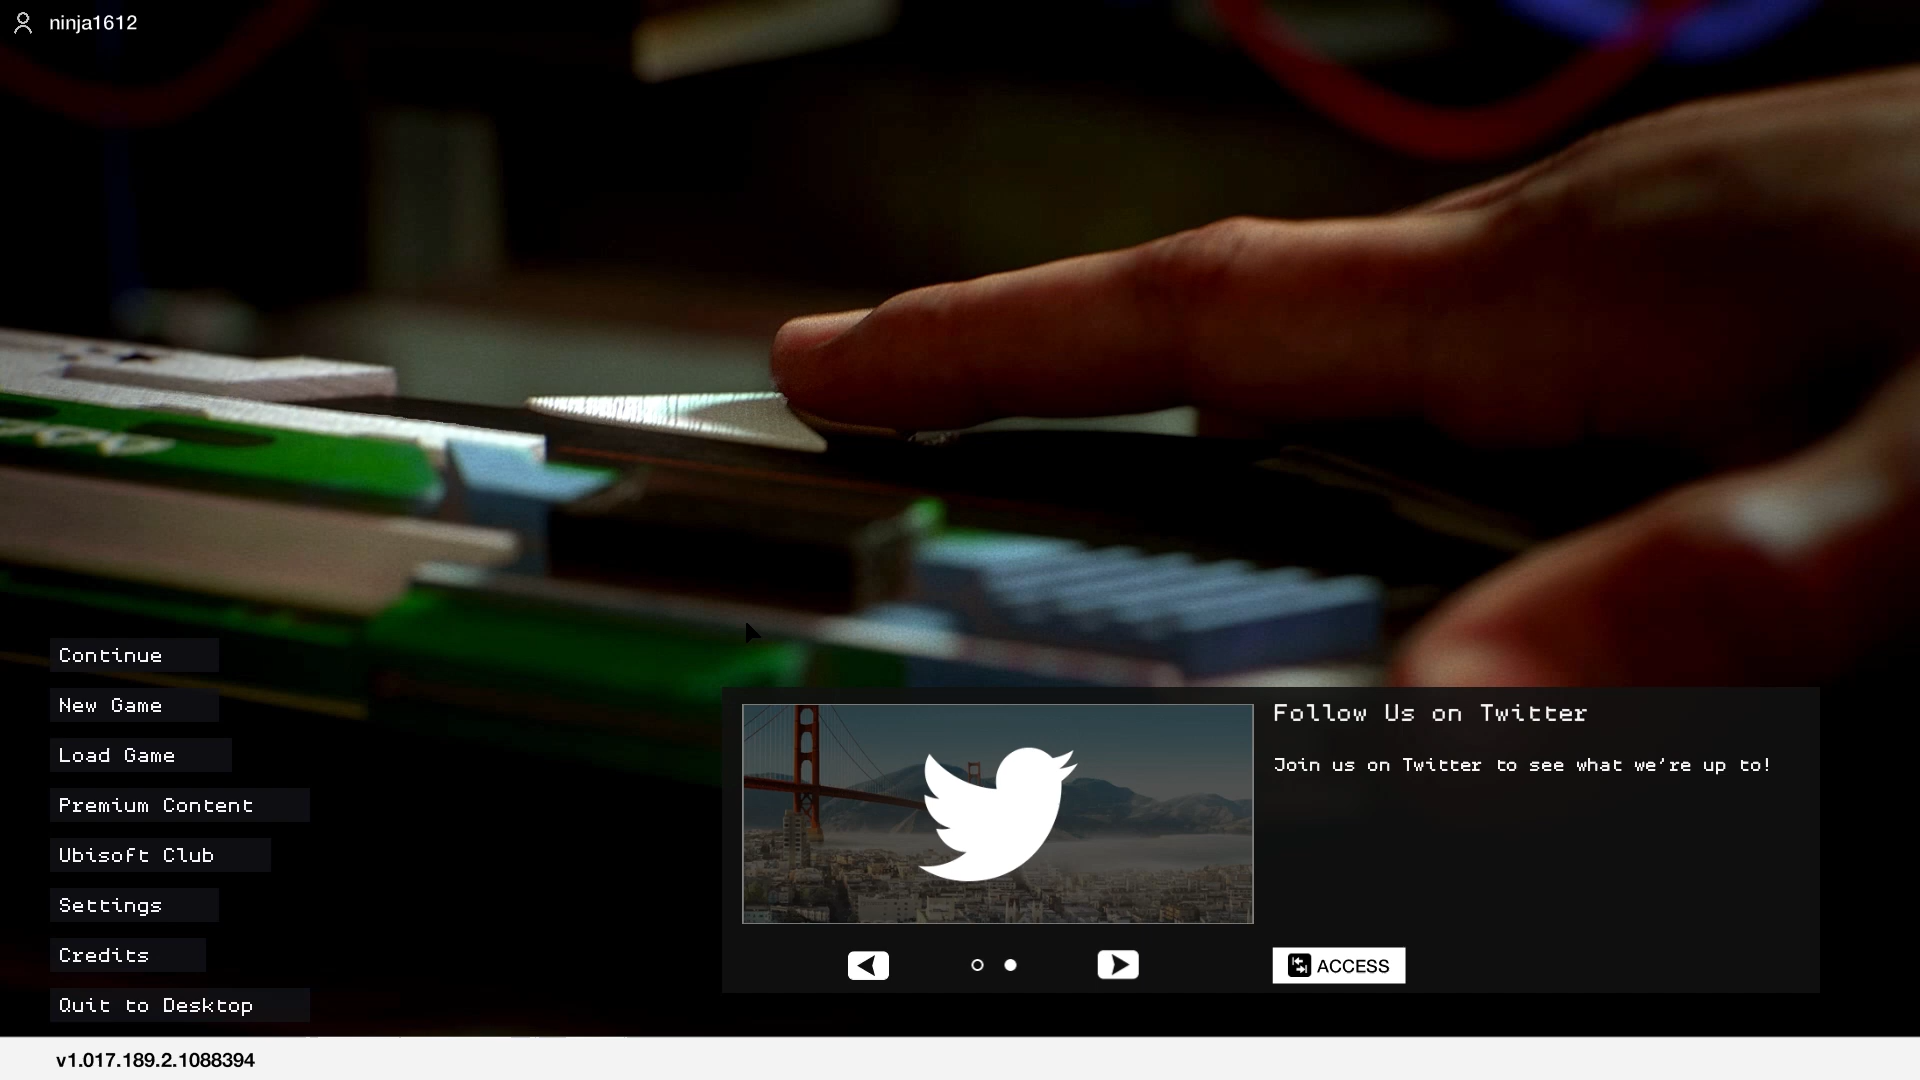 ninja1612
Continue
New Game
Load Game
Premium Content
Ubisoft Club
Settings
Credits
Quit to Desktop
Follow Us on Twitter
Join us on Twitter to see what we're up to!
ACCESS
v1.017.189.2.1088394